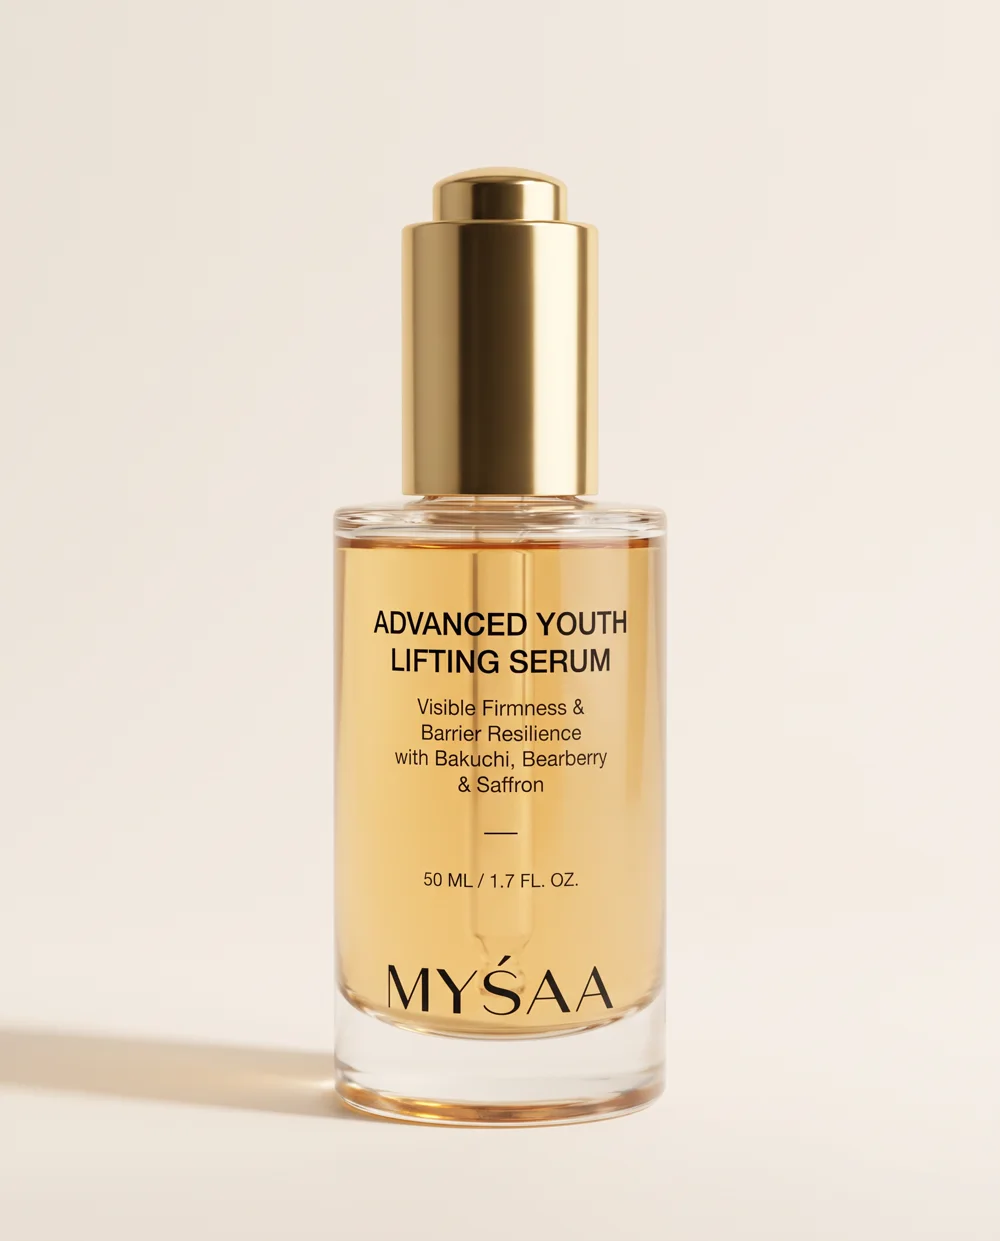 ADVANCED YOUTH
LIFTING SERUM
Visible Firmness &
Barrier Resilience
with Bakuchi, Bearberry
& Saffron
50 ML / 1.7 FL. OZ.
MYŚAA